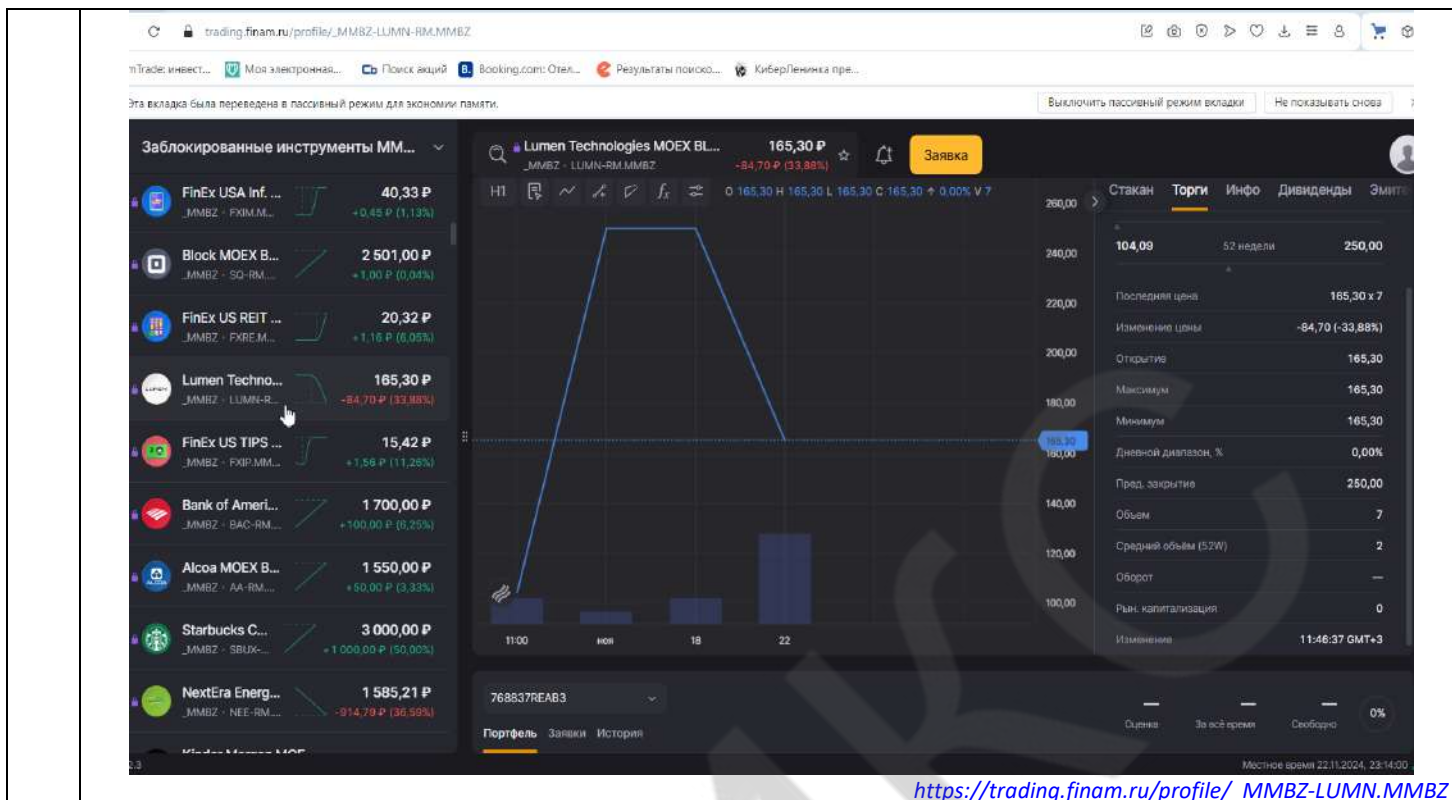 trading.finam.ru/profile/_MMBZ-LUMN-RM.MMBZ
mTrade: инвест... Моя электронная... Поиск акций Booking.com: Отел... Результаты поиско... КиберЛенинка пре...
Эта вкладка была переведена в пассивный режим для экономии памяти. Выключить пассивный режим вкладки Не показывать снова
Заблокированные инструменты ММ...
Lumen Technologies MOEX BL... 165,30 ₽
_MMBZ · LUMN-RM.MMBZ -84,70 ₽ (33,88%)
Заявка
H1 fx O 165,30 H 165,30 L 165,30 C 165,30 0,00% V 7
Стакан Торги Инфо Дивиденды Эмите
FinEx USA Inf. ... 40,33 ₽
_MMBZ · FXIM.M... +0,45 ₽ (1,13%)
Block MOEX B... 2 501,00 ₽
_MMBZ · SQ-RM.... +1,00 ₽ (0,04%)
FinEx US REIT ... 20,32 ₽
_MMBZ · FXRE.M... +1,16 ₽ (6,05%)
Lumen Techno... 165,30 ₽
_MMBZ · LUMN-R... -84,70 ₽ (33,88%)
FinEx US TIPS ... 15,42 ₽
_MMBZ · FXIP.MM... +1,56 ₽ (11,26%)
Bank of Ameri... 1 700,00 ₽
_MMBZ · BAC-RM.... +100,00 ₽ (6,25%)
Alcoa MOEX B... 1 550,00 ₽
_MMBZ · AA-RM.... +50,00 ₽ (3,33%)
Starbucks C... 3 000,00 ₽
_MMBZ · SBUX-... +1 000,00 ₽ (50,00%)
NextEra Energ... 1 585,21 ₽
_MMBZ · NEE-RM.... -914,79 ₽ (36,59%)
Kinder Morgan MOE
260,00
240,00
220,00
200,00
180,00
165,30
160,00
140,00
120,00
100,00
11:00 ноя 18 22
104,09 52 недели 250,00
Последняя цена 165,30 x 7
Изменение цены -84,70 (-33,88%)
Открытие 165,30
Максимум 165,30
Минимум 165,30
Дневной диапазон, % 0,00%
Пред. закрытие 250,00
Объем 7
Средний объём (52W) 2
Оборот —
Рын. капитализация 0
Изменение 11:46:37 GMT+3
768837REAB3
Портфель Заявки История
— — — 0%
Оценка За всё время Свободно
2.3 Местное время 22.11.2024, 23:14:00
https://trading.finam.ru/profile/_MMBZ-LUMN.MMBZ